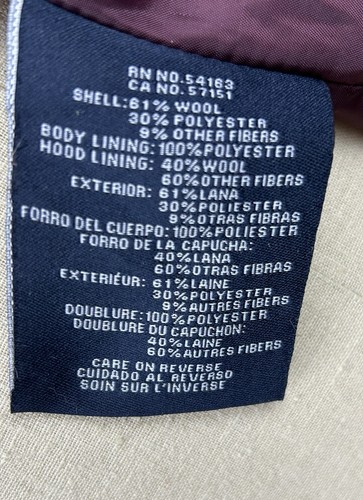 RN NO.54163
CA NO.57151
SHELL:61% WOOL
30% POLYESTER
9% OTHER FIBERS
BODY LINING:100%POLYESTER
HOOD LINING: 40%WOOL
60%OTHER FIBERS
EXTERIOR: 61%LANA
30%POLIESTER
9%OTRAS FIBRAS
FORRO DEL CUERPO:100%POLIESTER
FORRO DE LA CAPUCHA:
40%LANA
60%OTRAS FIBRAS
EXTERIÉUR: 61%LAINE
30%POLYESTER
9%AUTRES FIBERS
DOUBLURE:100%POLYESTER
DOUBLURE DU CAPUCHON:
40%LAINE
60%AUTRES FIBERS
CARE ON REVERSE
CUIDADO AL REVERSO
SOIN SUR L'INVERSE